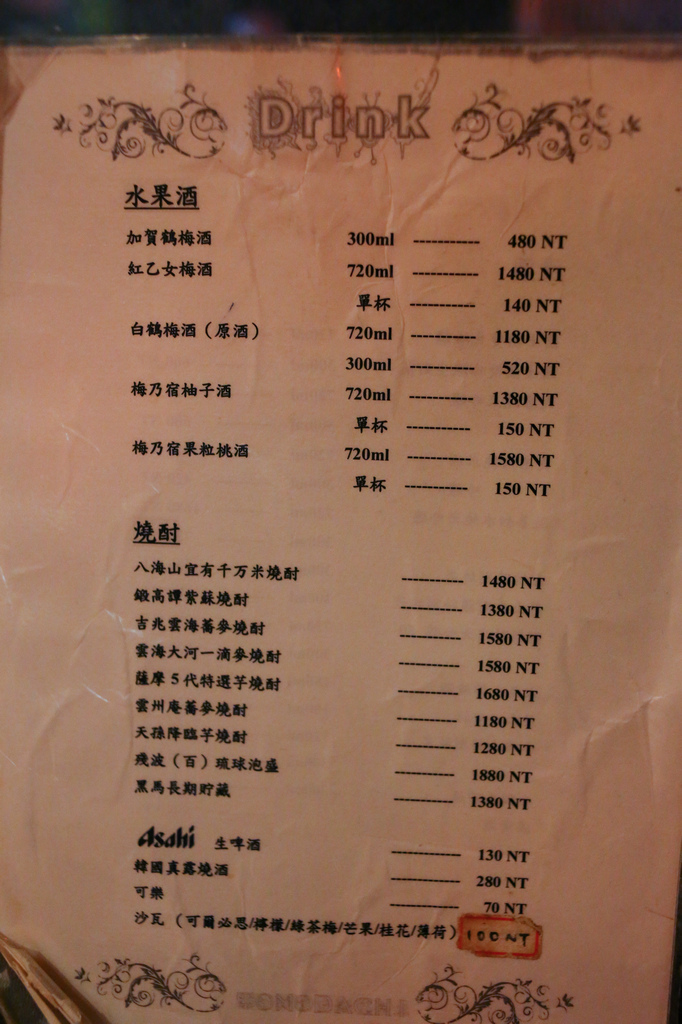 Drink
水果酒
加賀鶴梅酒 300ml ----------- 480 NT
紅乙女梅酒 720ml ----------- 1480 NT
單杯 ----------- 140 NT
白鶴梅酒（原酒） 720ml ----------- 1180 NT
300ml ----------- 520 NT
梅乃宿柚子酒 720ml ----------- 1380 NT
單杯 ----------- 150 NT
梅乃宿果粒桃酒 720ml ----------- 1580 NT
單杯 ----------- 150 NT
燒酎
八海山宜有千万米燒酎 ----------- 1480 NT
鍛高譚紫蘇燒酎 ----------- 1380 NT
吉兆雲海蕎麥燒酎 ----------- 1580 NT
雲海大河一滴麥燒酎 ----------- 1580 NT
薩摩5代特選芋燒酎 ----------- 1680 NT
雲州庵蕎麥燒酎 ----------- 1180 NT
天孫降臨芋燒酎 ----------- 1280 NT
殘波（百）琉球泡盛 ----------- 1880 NT
黑馬長期貯藏 ----------- 1380 NT
Asahi 生啤酒 ----------- 130 NT
韓國真露燒酒 ----------- 280 NT
可樂 ----------- 70 NT
沙瓦（可爾必思/檸檬/綠茶梅/芒果/桂花/薄荷） 100 NT